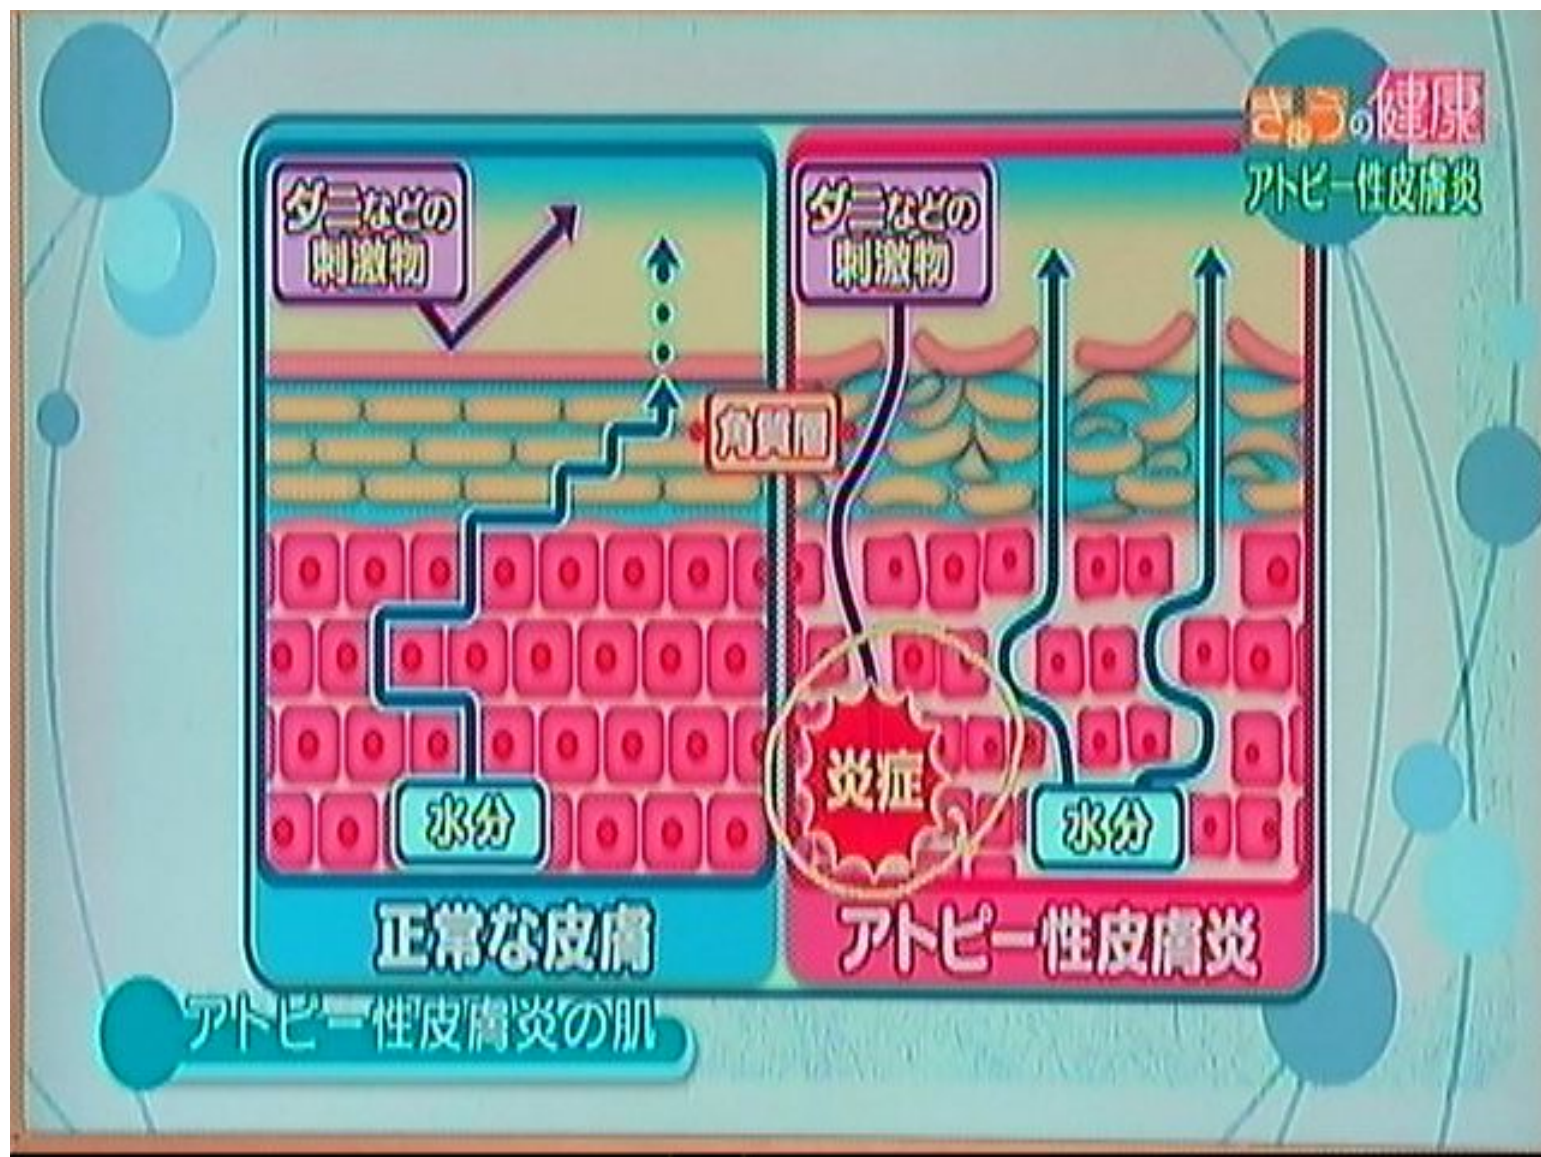 きょうの健康
アトピー性皮膚炎
ダニなどの
刺激物
ダニなどの
刺激物
角質層
炎症
水分
水分
正常な皮膚
アトピー性皮膚炎
アトピー性皮膚炎の肌